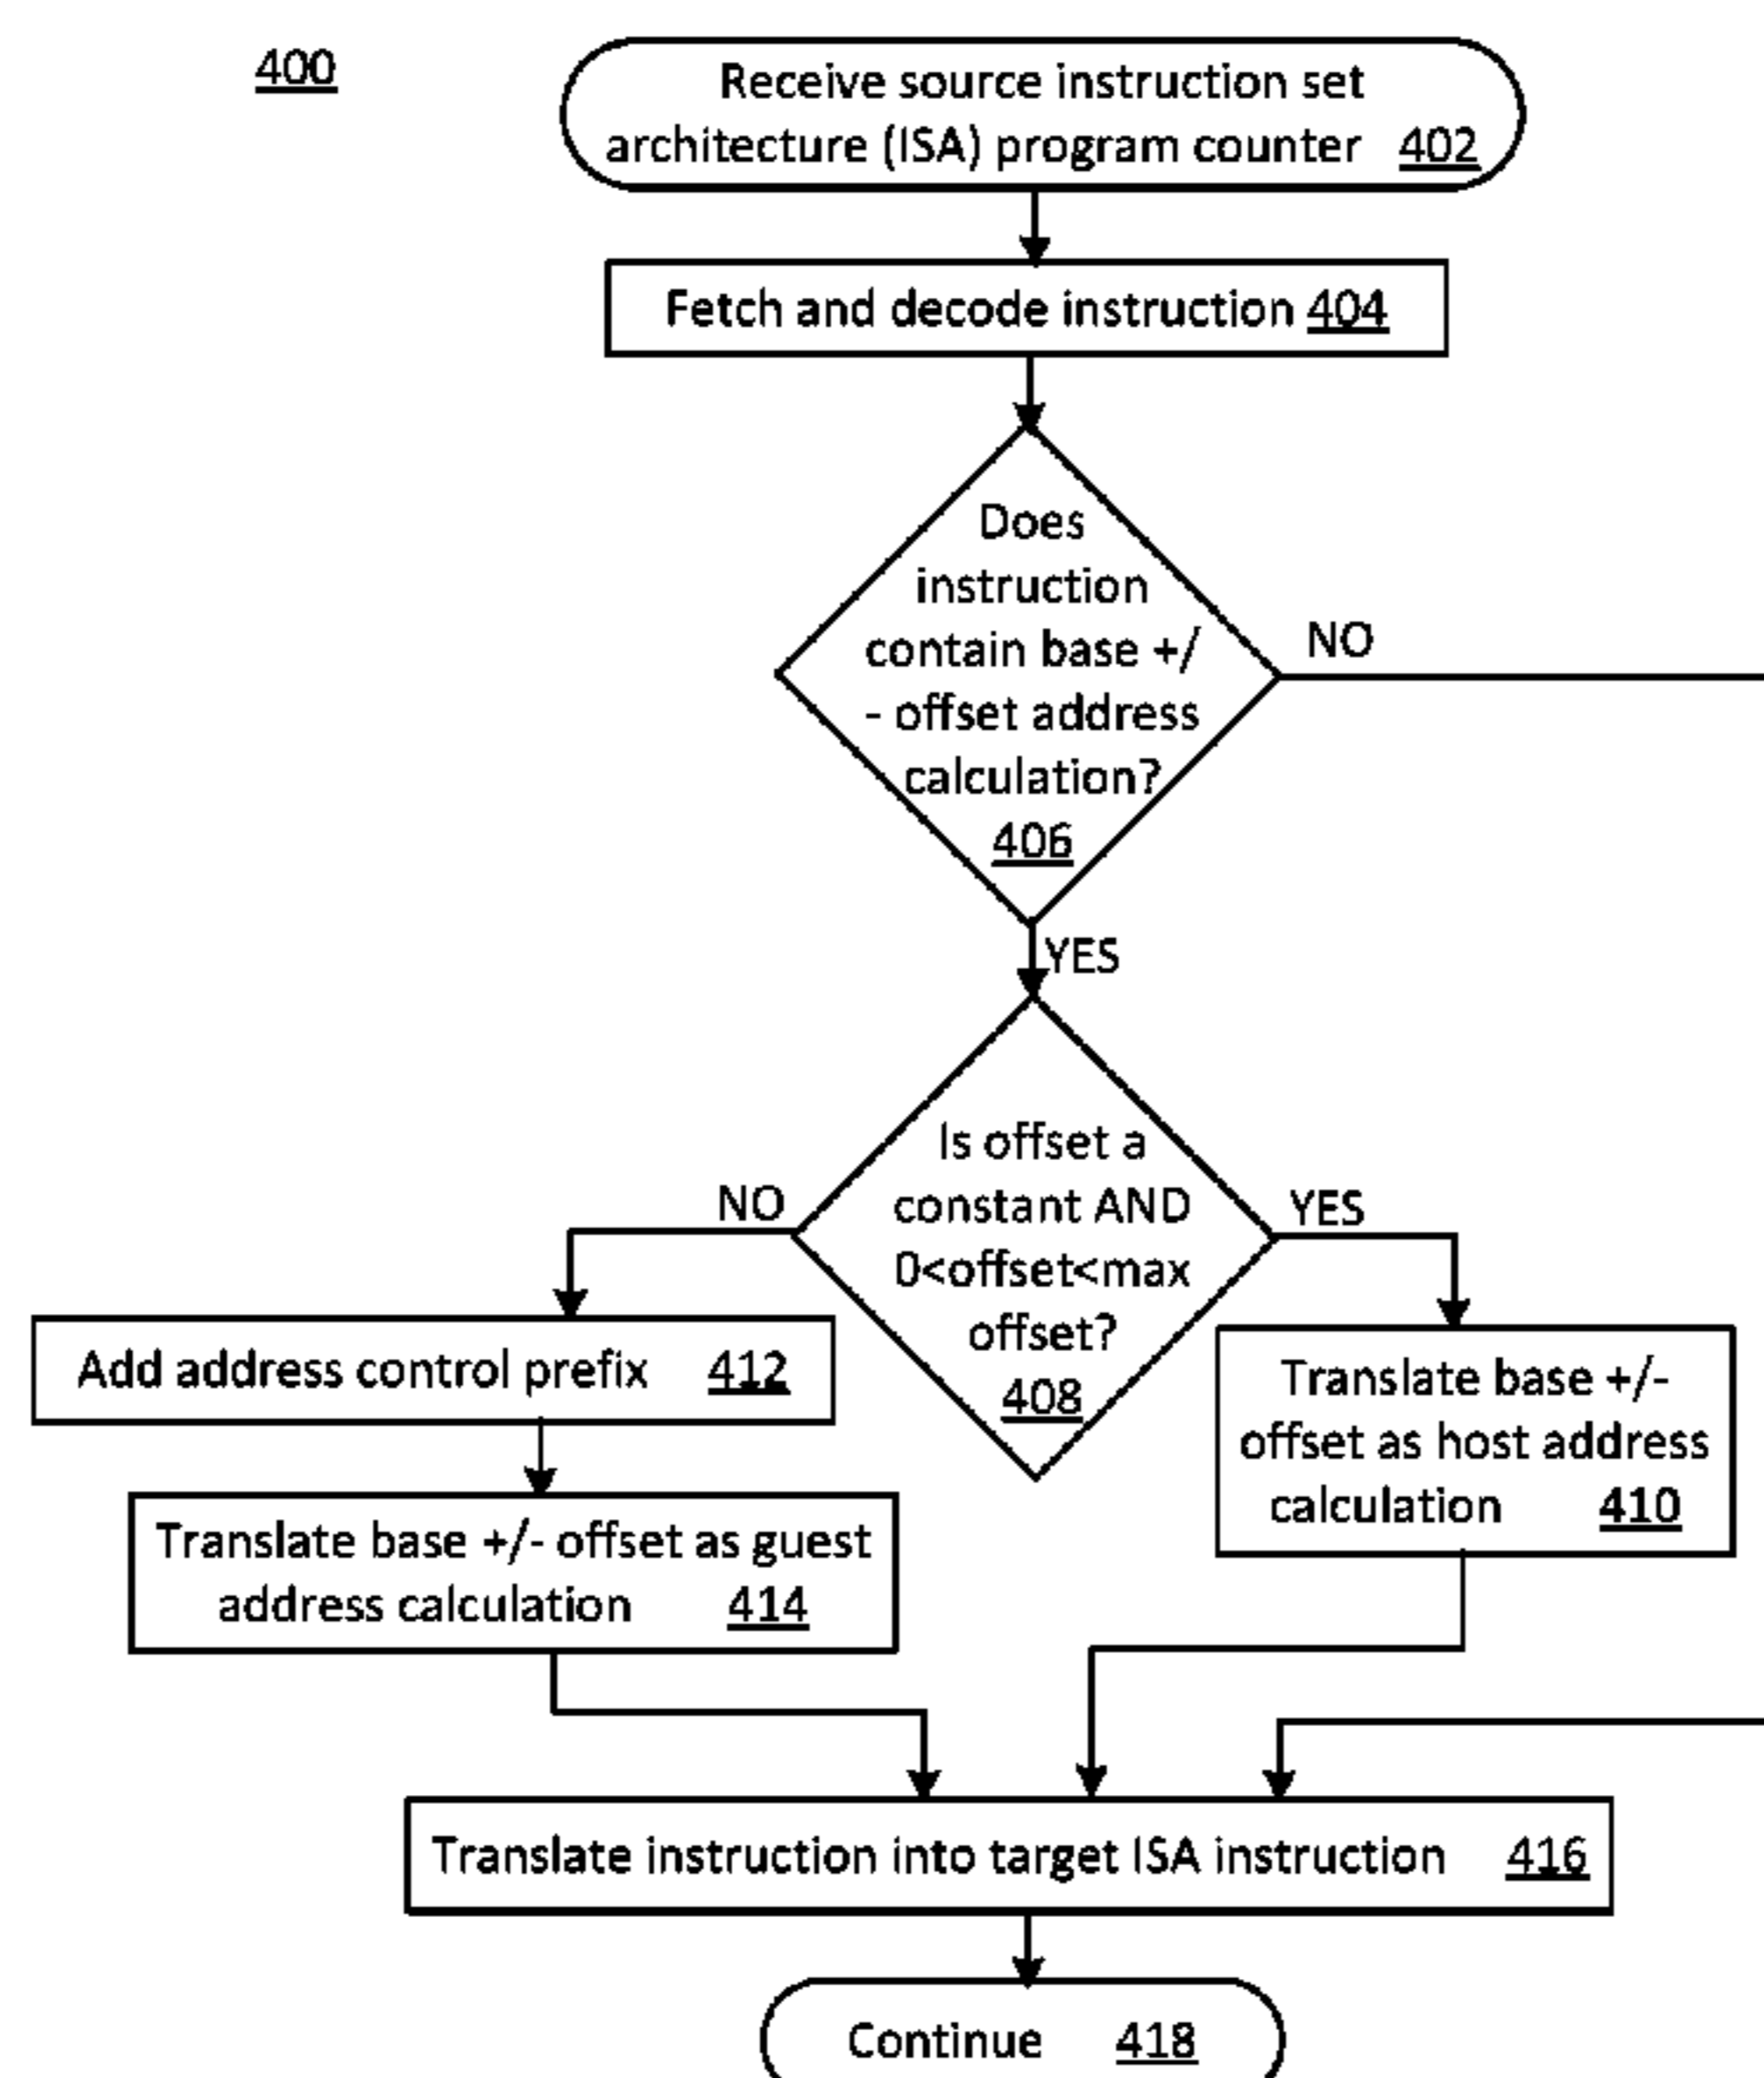 400
Receive source instruction set
architecture (ISA) program counter 402
Fetch and decode instruction 404
Does
instruction
contain base +/
- offset address
calculation?
406
NO
YES
Is offset a
constant AND
0<offset<max
offset?
408
NO
YES
Add address control prefix 412
Translate base +/-
offset as host address
calculation 410
Translate base +/- offset as guest
address calculation 414
Translate instruction into target ISA instruction 416
Continue 418